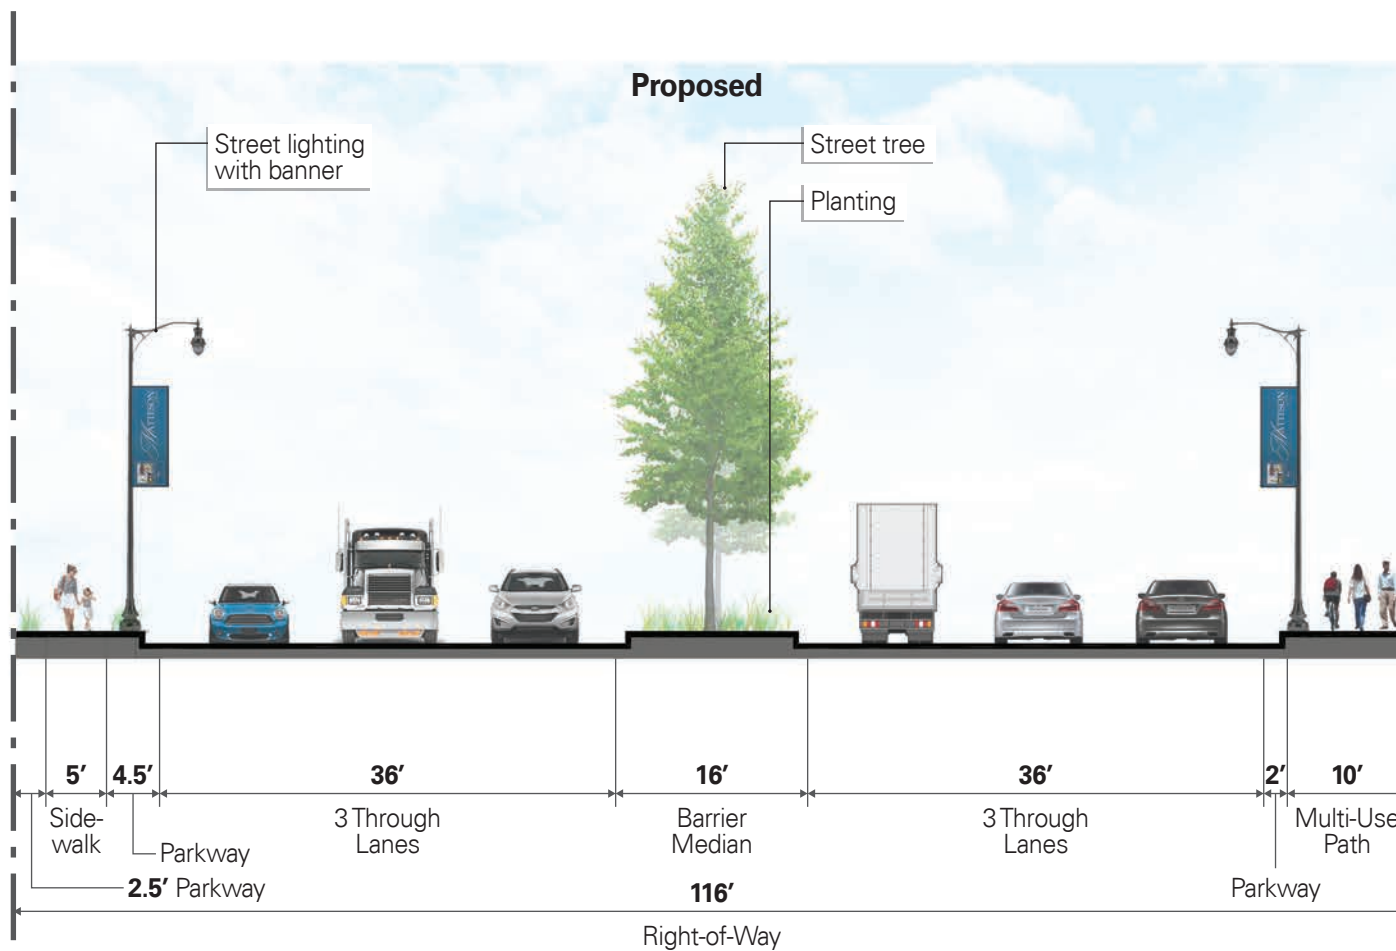 Proposed
Street lighting
with banner
Street tree
Planting
MATTESON
MATTESON
5′ 4.5′ 36′ 16′ 36′ 2′ 10′
Side-
walk
3 Through
Lanes
Barrier
Median
3 Through
Lanes
Multi-Use
Path
Parkway
2.5′ Parkway
Parkway
116′
Right-of-Way